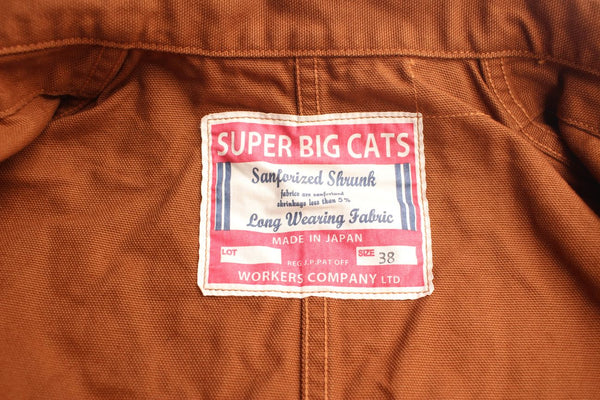 SUPER BIG CATS
Sanforized Shrunk
fabrics are sanforized
shrinkage less than 5%
Long Wearing Fabric
MADE IN JAPAN
LOT SIZE 38
REG J.P.PAT OFF
WORKERS COMPANY LTD